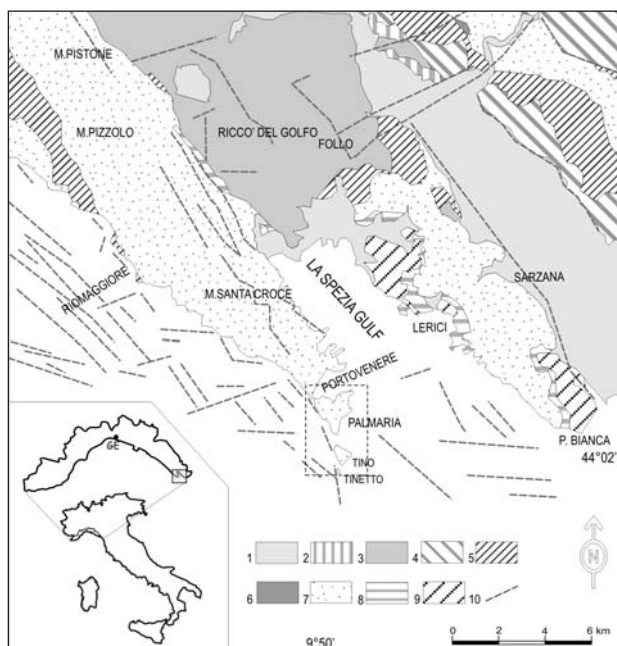 M.PISTONE
M.PIZZOLO
RICCO' DEL GOLFO
FOLLO
RIOMAGGIORE
M.SANTA CROCE
LA SPEZIA GULF
SARZANA
LERICI
PORTOVENERE
PALMARIA
P. BIANCA
44°02'
TINO
TINETTO
GE
1 2 3 4 5
6 7 8 9 10
N
9°50'
0 2 4 6 km